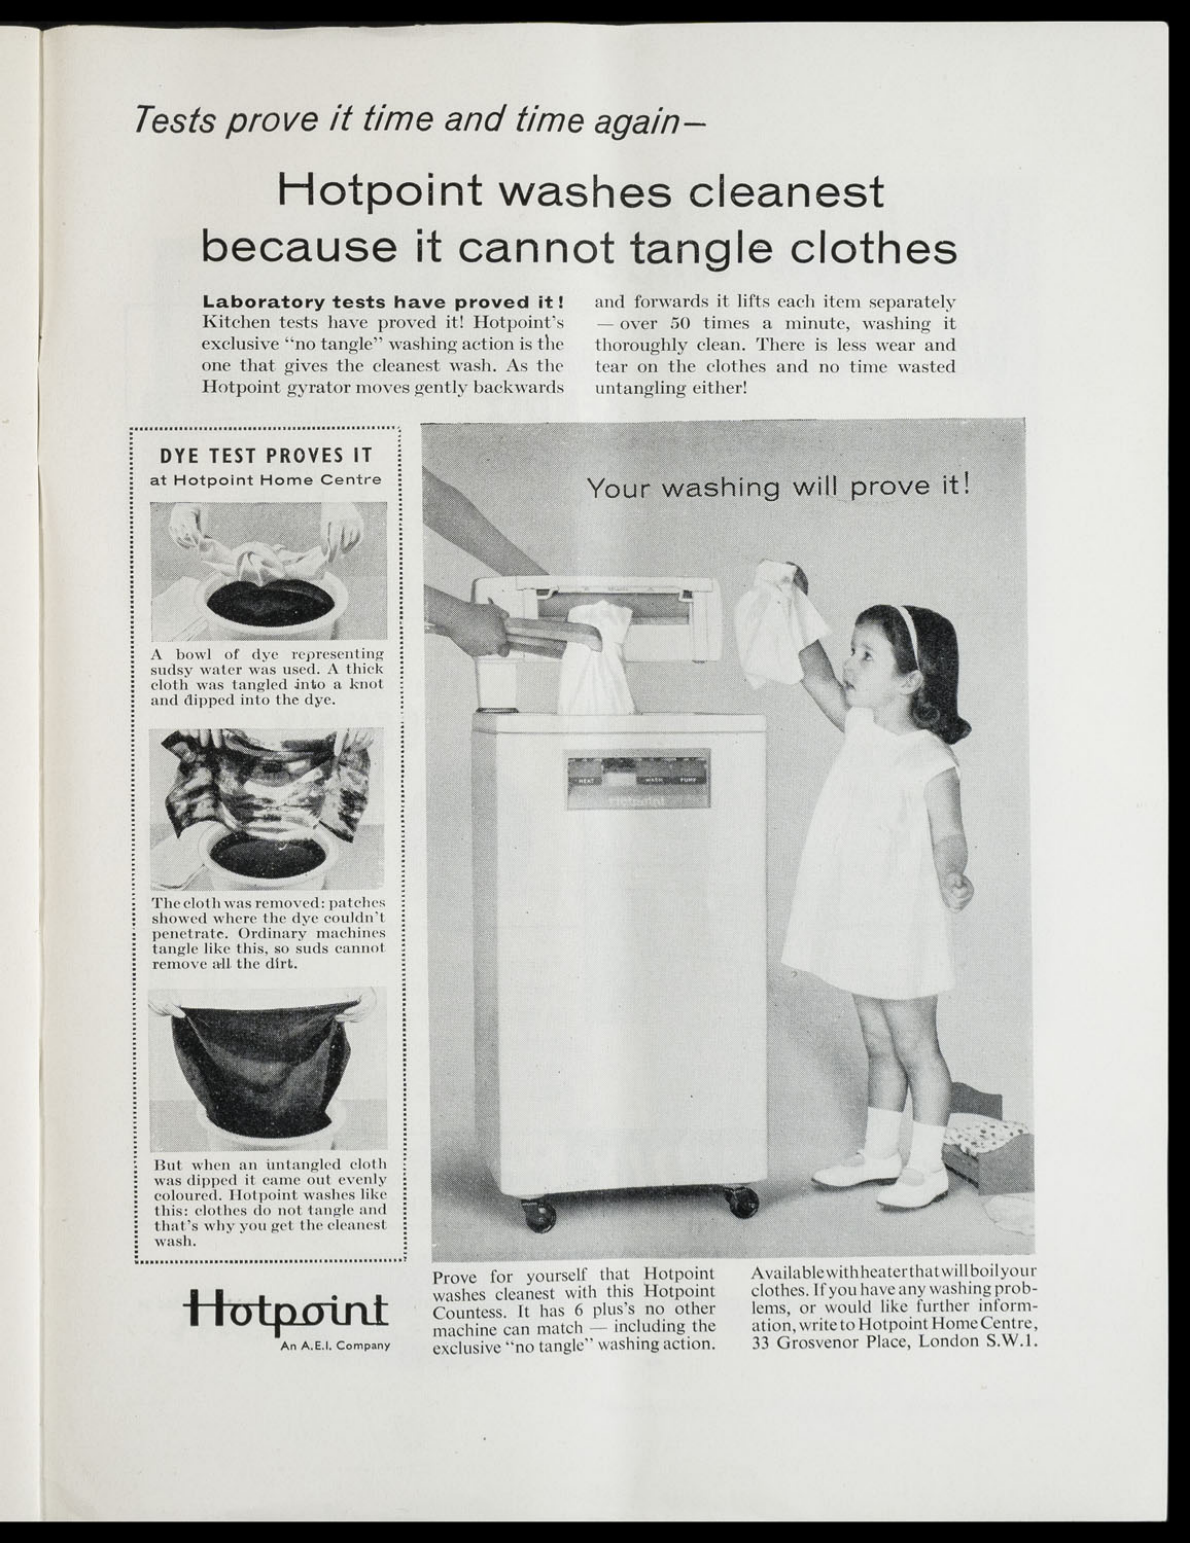 Tests prove it time and time again—
Hotpoint washes cleanest
because it cannot tangle clothes
Laboratory tests have proved it!
Kitchen tests have proved it! Hotpoint's
exclusive “no tangle” washing action is the
one that gives the cleanest wash. As the
Hotpoint gyrator moves gently backwards
and forwards it lifts each item separately
— over 50 times a minute, washing it
thoroughly clean. There is less wear and
tear on the clothes and no time wasted
untangling either!
DYE TEST PROVES IT
at Hotpoint Home Centre
A bowl of dye representing
sudsy water was used. A thick
cloth was tangled into a knot
and dipped into the dye.
The cloth was removed: patches
showed where the dye couldn't
penetrate. Ordinary machines
tangle like this, so suds cannot
remove all the dirt.
But when an untangled cloth
was dipped it came out evenly
coloured. Hotpoint washes like
this: clothes do not tangle and
that's why you get the cleanest
wash.
Your washing will prove it!
HEAT WASH PUMP
Hotpoint
Hotpoint
An A.E.I. Company
Prove for yourself that Hotpoint
washes cleanest with this Hotpoint
Countess. It has 6 plus's no other
machine can match — including the
exclusive “no tangle” washing action.
Available with heater that will boil your
clothes. If you have any washing prob-
lems, or would like further inform-
ation, write to Hotpoint Home Centre,
33 Grosvenor Place, London S.W.1.